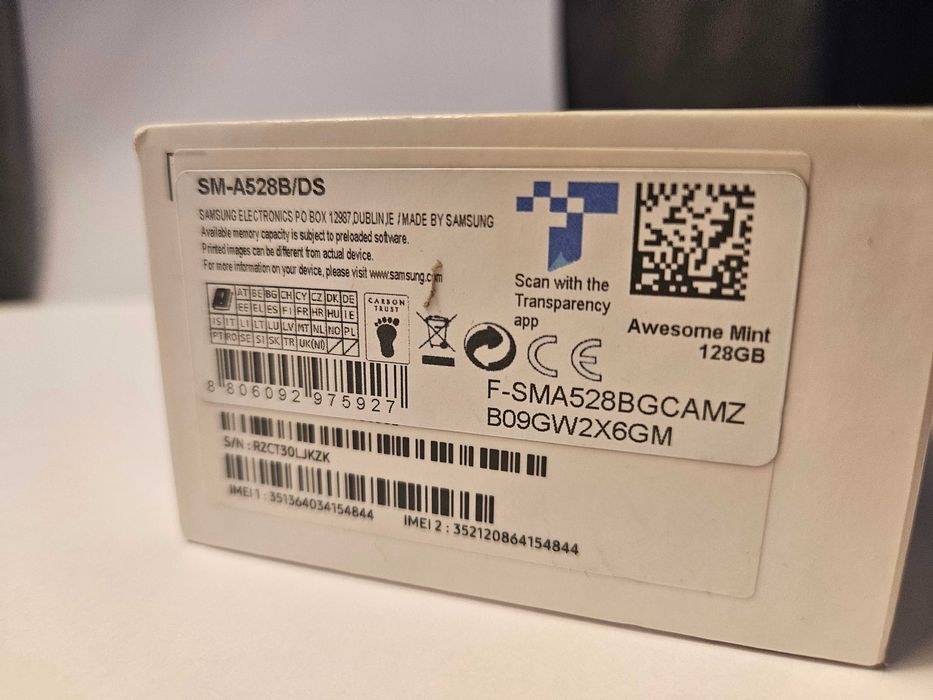 SM-A528B/DS
SAMSUNG ELECTRONICS PO BOX 12987,DUBLIN.IE / MADE BY SAMSUNG
Available memory capacity is subject to preloaded software.
Printed images can be different from actual device.
For more information on your device, please visit www.samsung.com
Scan with the
Transparency
app
Awesome Mint
128GB
AT BE BG CH CY CZ DK DE
EE EL ES FI FR HR HU IE
IS IT LI LT LU LV MT NL NO PL
PT RO SE SI SK TR UK(NI)
CARBON
TRUST
CE
8 806092 975927
F-SMA528BGCAMZ
B09GW2X6GM
S/N : RZCT30LJKZK
IMEI 1 : 351364034154844
IMEI 2 : 352120864154844